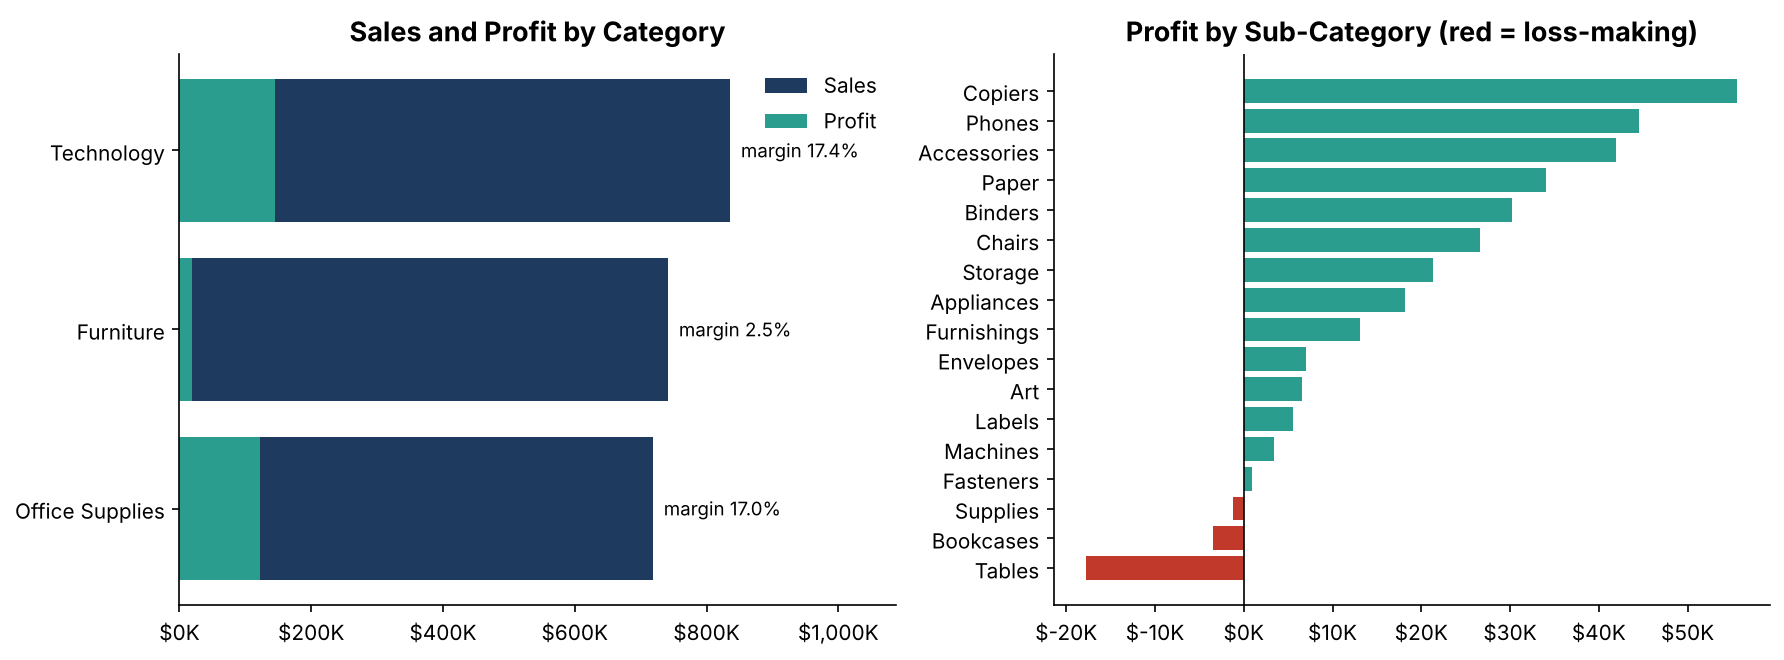 Sales and Profit by Category
Sales
Profit
Technology
margin 17.4%
Furniture
margin 2.5%
Office Supplies
margin 17.0%
$0K $200K $400K $600K $800K $1,000K
Profit by Sub-Category (red = loss-making)
Copiers
Phones
Accessories
Paper
Binders
Chairs
Storage
Appliances
Furnishings
Envelopes
Art
Labels
Machines
Fasteners
Supplies
Bookcases
Tables
$-20K $-10K $0K $10K $20K $30K $40K $50K